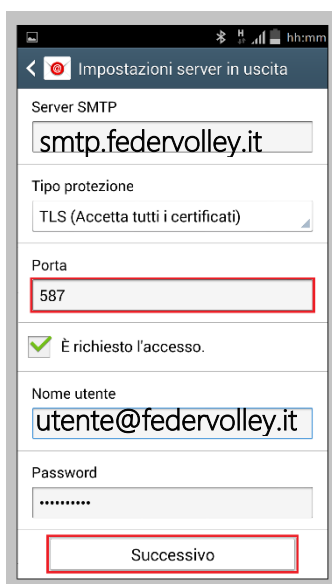 hh:mm
Impostazioni server in uscita
Server SMTP
smtp.federvolley.it
Tipo protezione
TLS (Accetta tutti i certificati)
Porta
587
È richiesto l'accesso.
Nome utente
utente@federvolley.it
Password
••••••••••
Successivo